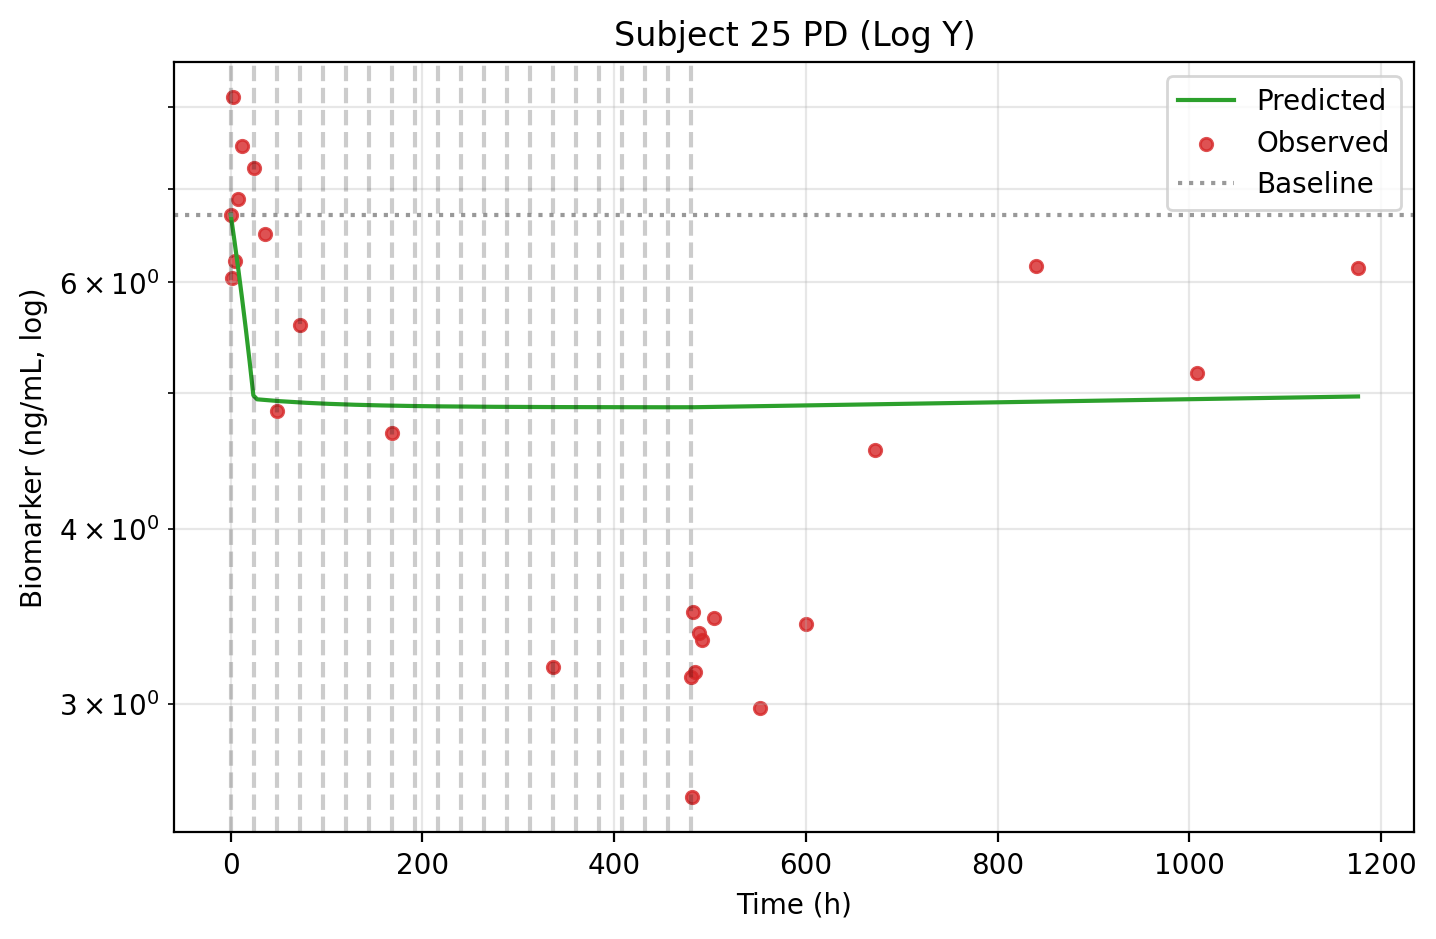 Subject 25 PD (Log Y)
Predicted
Observed
Baseline
Biomarker (ng/mL, log)
6 × 10⁰
4 × 10⁰
3 × 10⁰
0 200 400 600 800 1000 1200
Time (h)